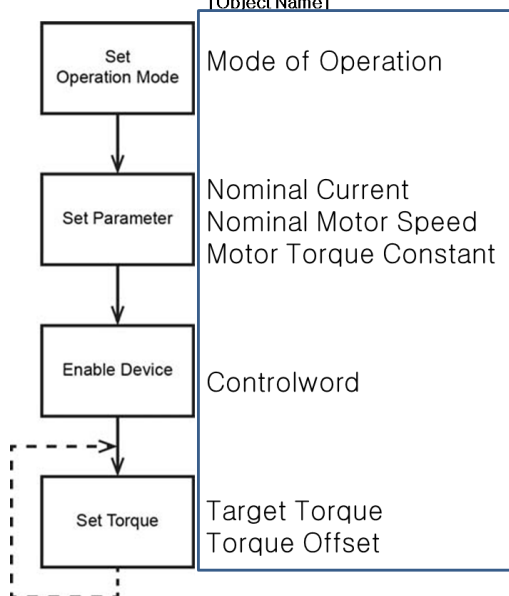 [Object Name]
Set
Operation Mode
Mode of Operation
Set Parameter
Nominal Current
Nominal Motor Speed
Motor Torque Constant
Enable Device
Controlword
Set Torque
Target Torque
Torque Offset